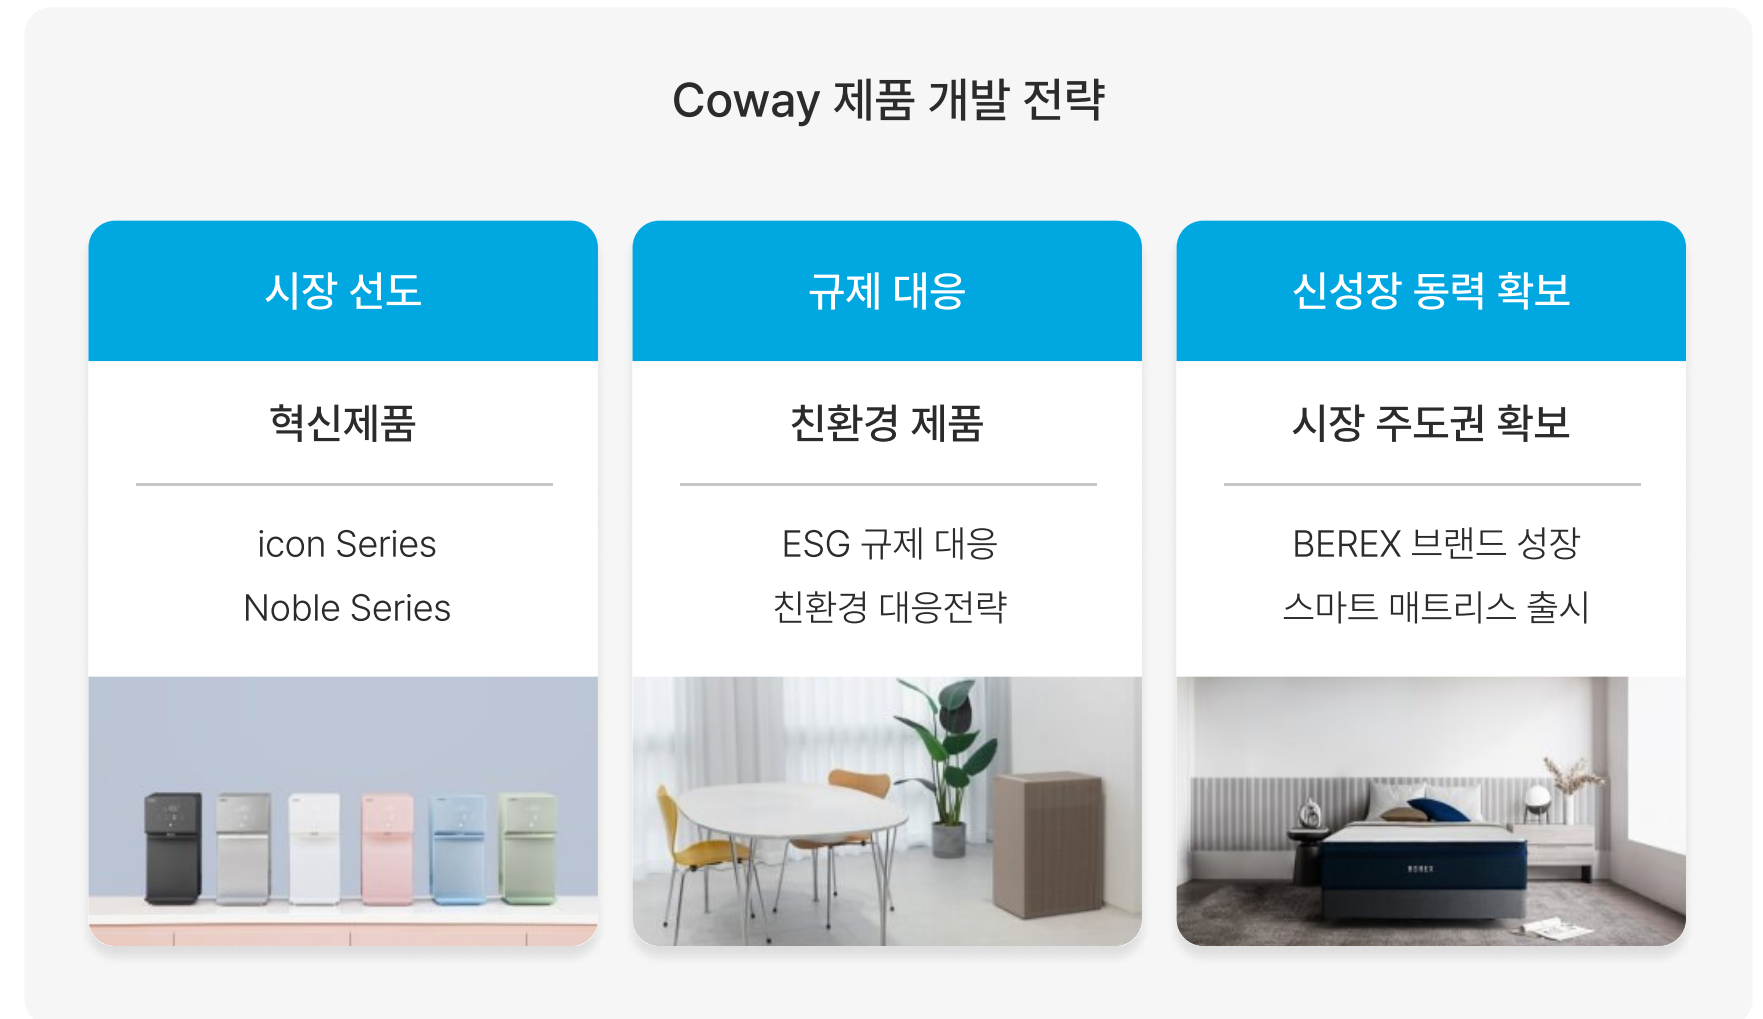 Coway 제품 개발 전략
시장 선도
혁신제품
icon Series
Noble Series
규제 대응
친환경 제품
ESG 규제 대응
친환경 대응전략
신성장 동력 확보
시장 주도권 확보
BEREX 브랜드 성장
스마트 매트리스 출시
BEREX